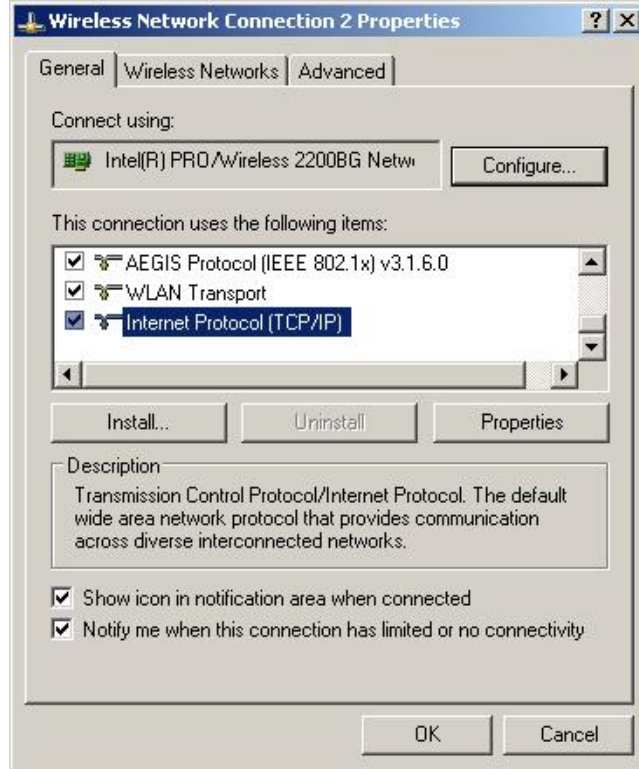 Wireless Network Connection 2 Properties
General Wireless Networks Advanced
Connect using:
Intel(R) PRO/Wireless 2200BG Netw
Configure...
This connection uses the following items:
AEGIS Protocol (IEEE 802.1x) v3.1.6.0
WLAN Transport
Internet Protocol (TCP/IP)
Install... Uninstall Properties
Description
Transmission Control Protocol/Internet Protocol. The default
wide area network protocol that provides communication
across diverse interconnected networks.
Show icon in notification area when connected
Notify me when this connection has limited or no connectivity
OK Cancel